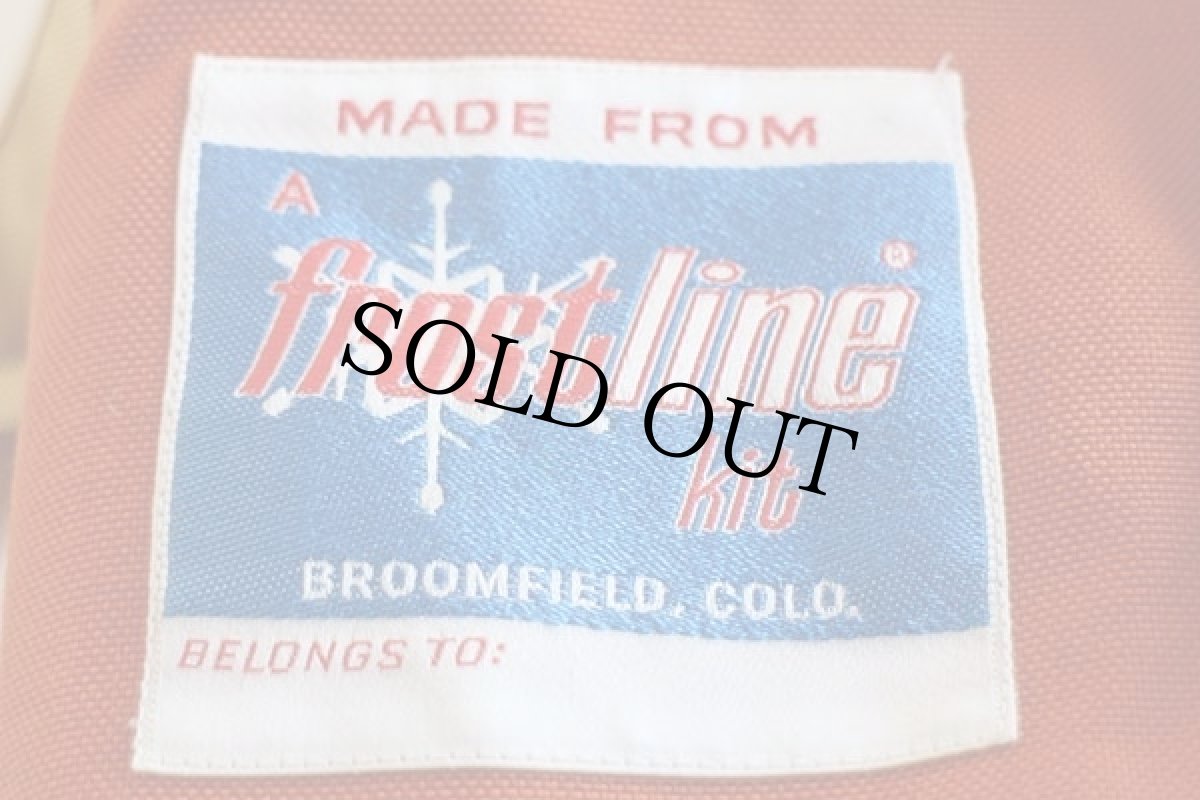 MADE FROM
A
frostline®
kit
SOLD OUT
BROOMFIELD, COLO.
BELONGS TO: